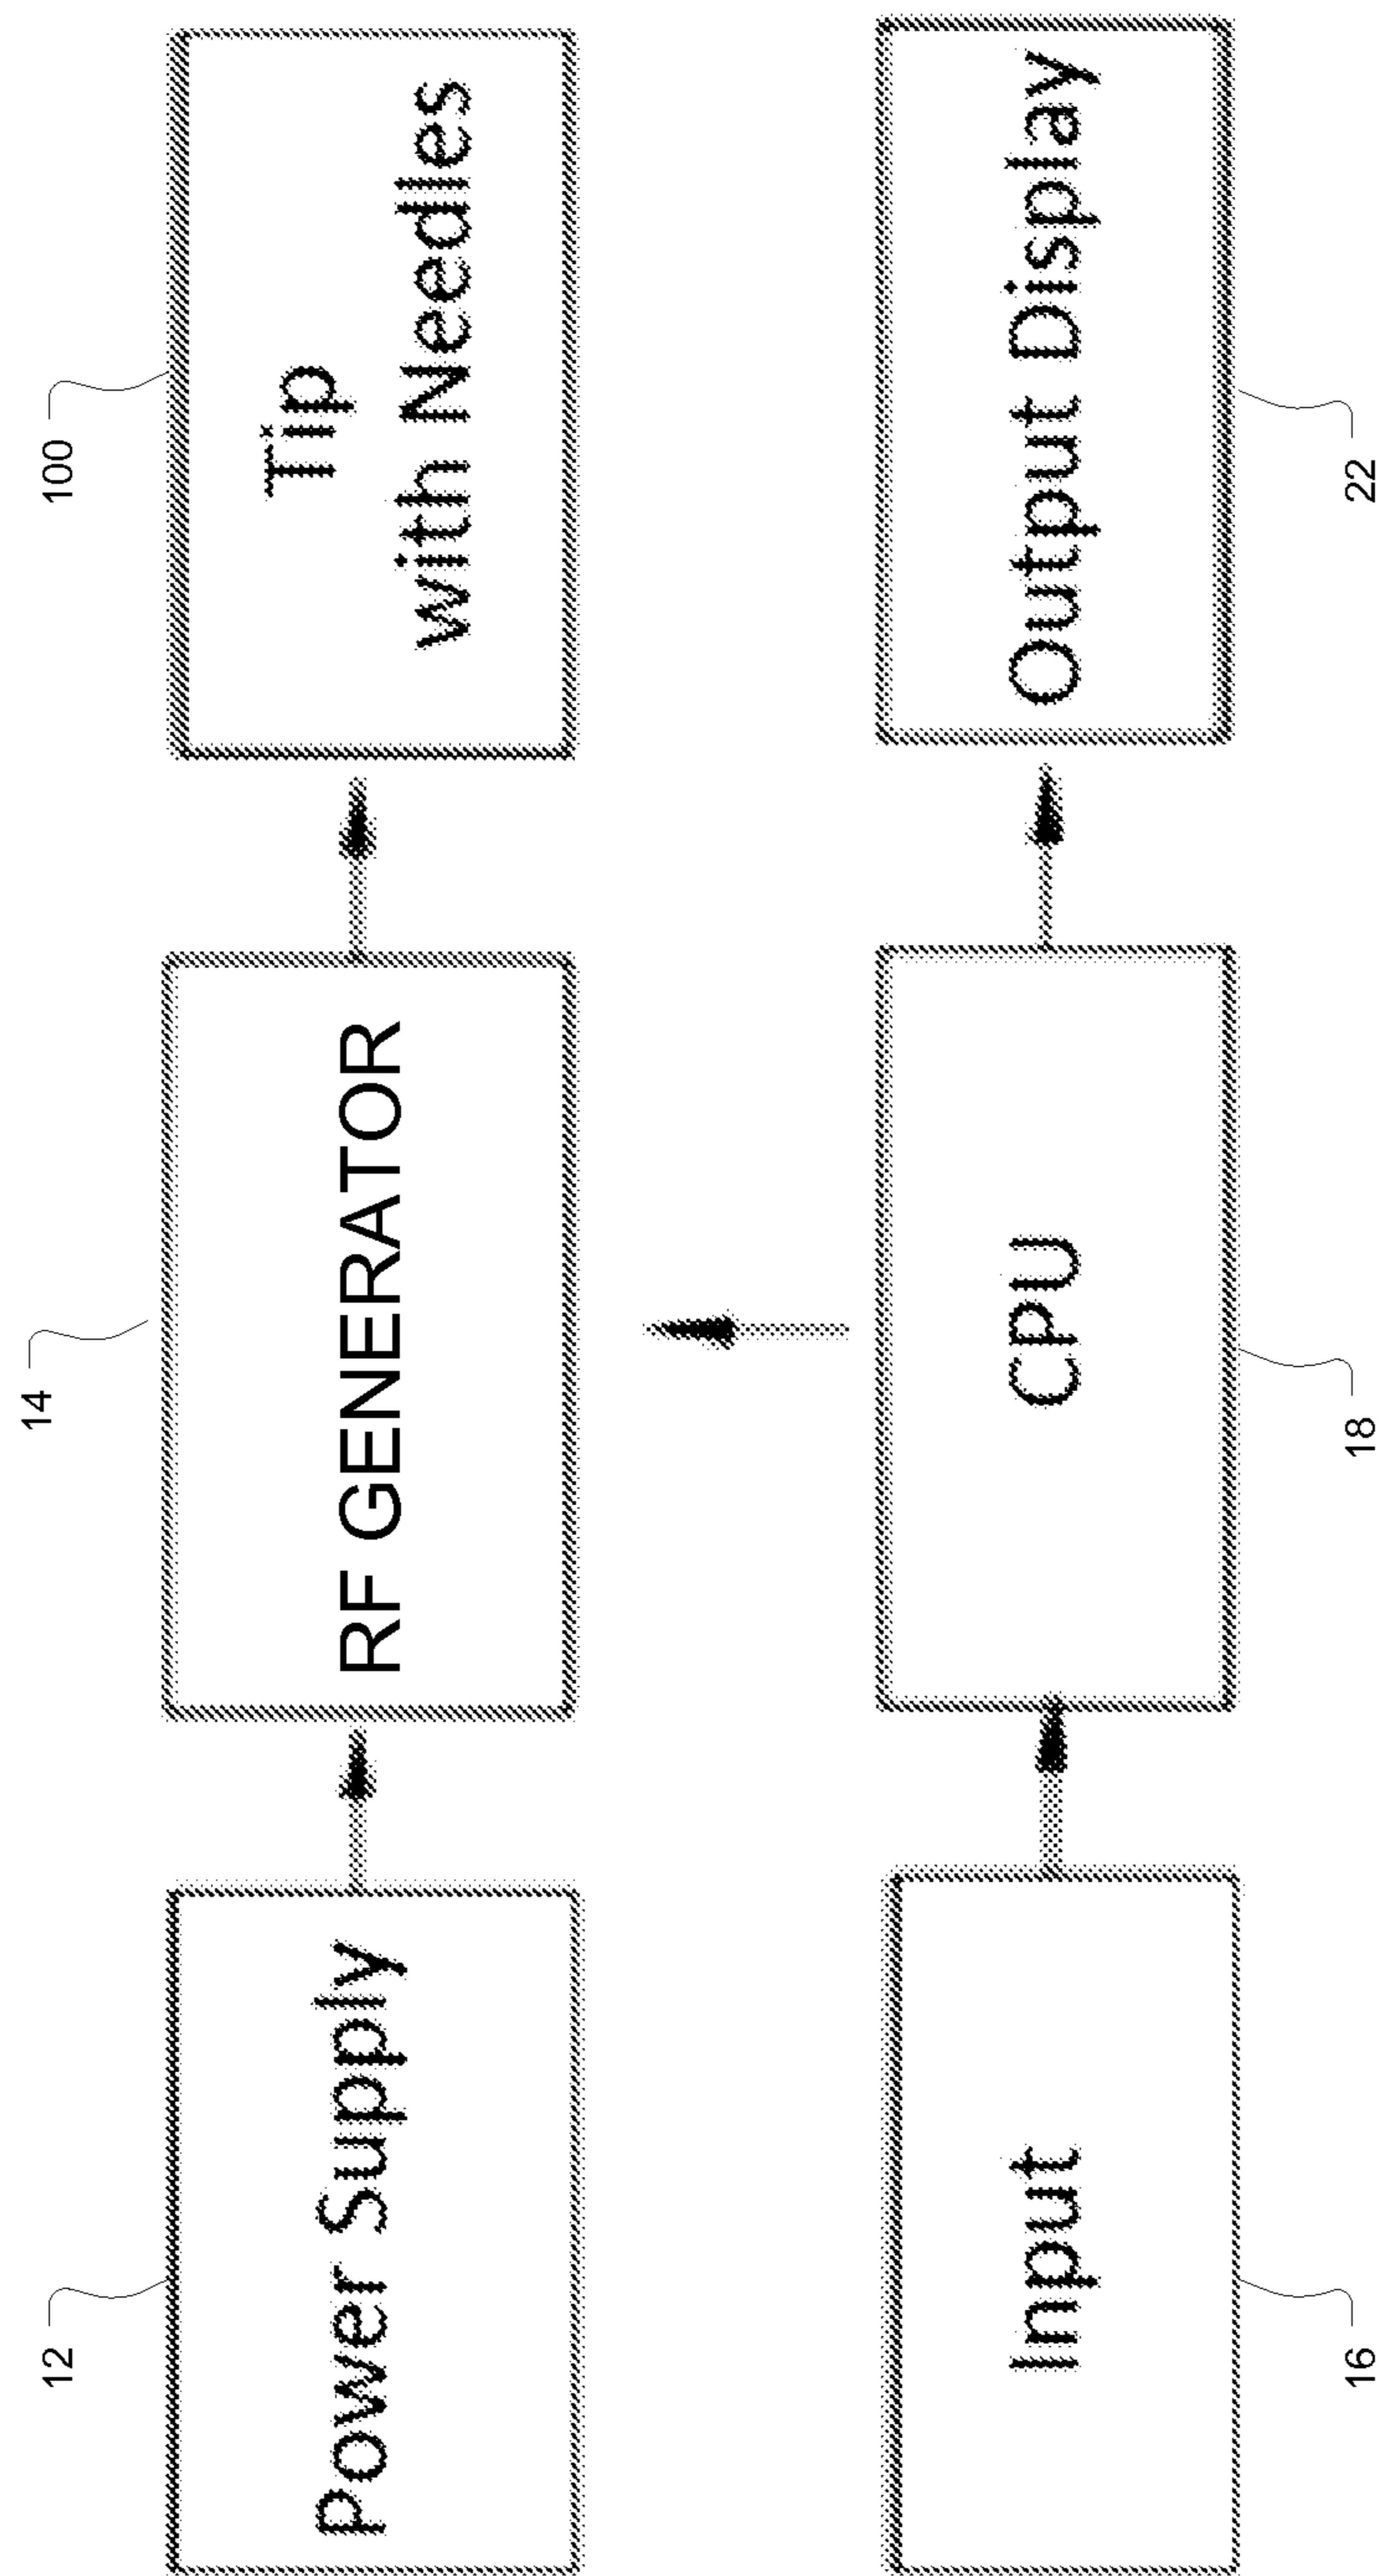 12
14
100
Power Supply
RF GENERATOR
Tip
with Needles
Input
CPU
Output Display
16
18
22